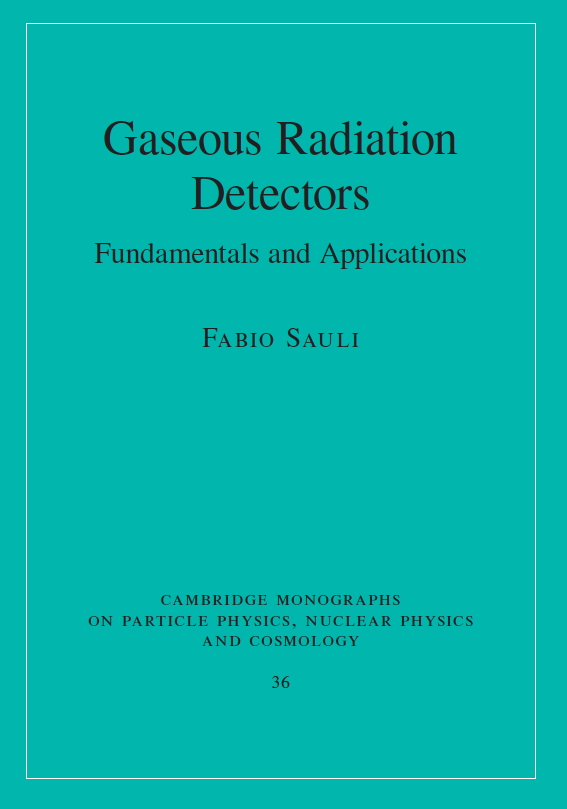 Gaseous Radiation
Detectors
Fundamentals and Applications
Fabio Sauli
CAMBRIDGE MONOGRAPHS
ON PARTICLE PHYSICS, NUCLEAR PHYSICS
AND COSMOLOGY
36